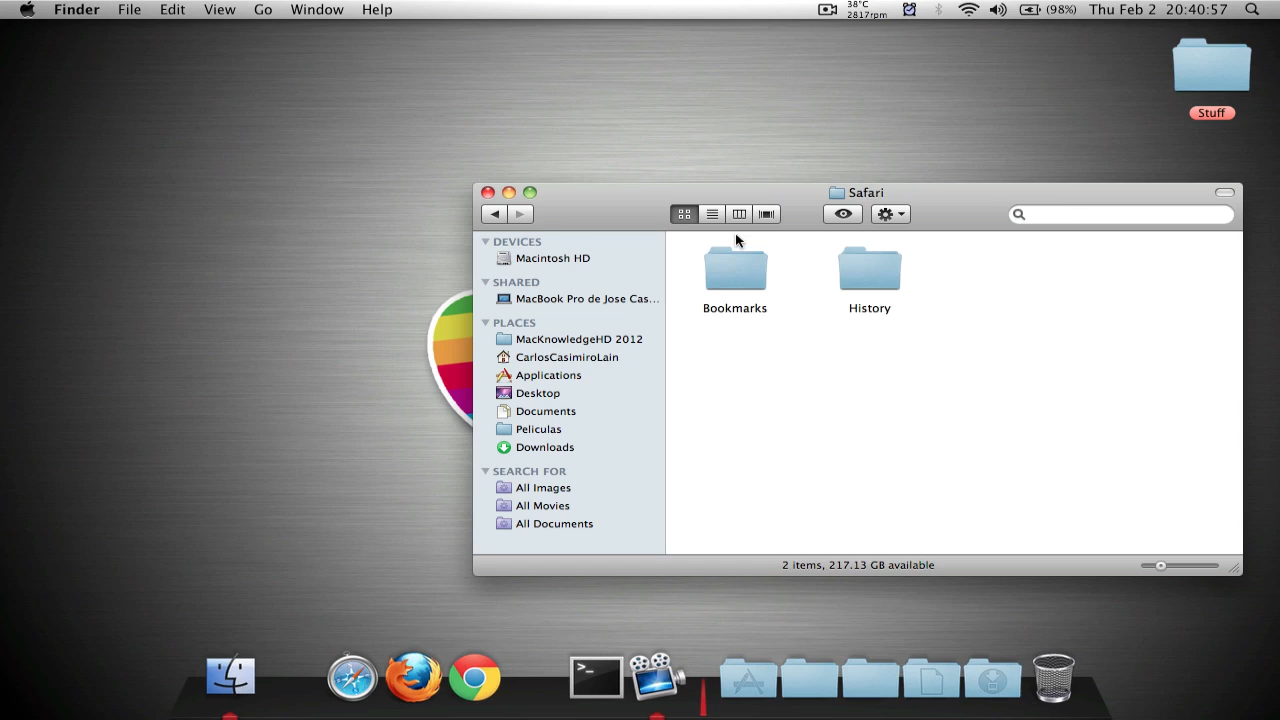 Finder File Edit View Go Window Help 38°C 2817rpm (98%) Thu Feb 2 20:40:57
Stuff
Safari
DEVICES
Macintosh HD
SHARED
MacBook Pro de Jose Cas...
PLACES
MacKnowledgeHD 2012
CarlosCasimiroLain
Applications
Desktop
Documents
Peliculas
Downloads
SEARCH FOR
All Images
All Movies
All Documents
Bookmarks History
2 items, 217.13 GB available
>_